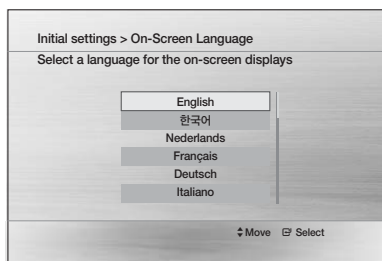 Initial settings > On-Screen Language
Select a language for the on-screen displays
English
한국어
Nederlands
Français
Deutsch
Italiano
Move Select